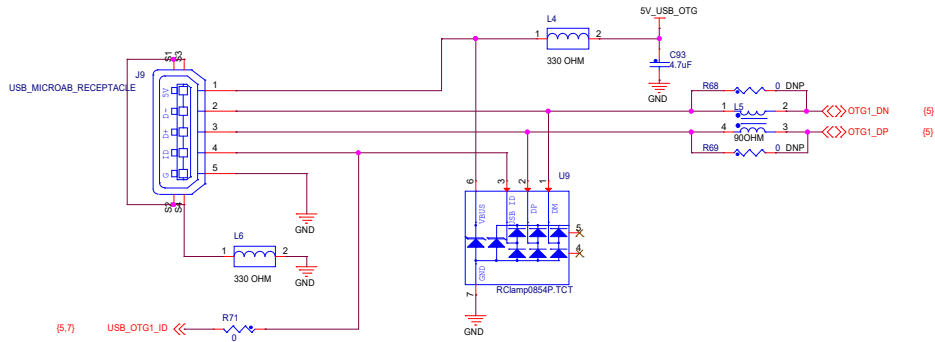 5V_USB_OTG
L4
1 2
330 OHM
C93
4.7uF
GND
S1 S3
J9
USB_MICROAB_RECEPTACLE
5V 1
D- 2
D+ 3
ID 4
G 5
S2 S4
GND
R68 0 DNP
1 L5 2
OTG1_DN {5}
4 3
90OHM
OTG1_DP {5}
R69 0 DNP
U9
6 3 2 1
VBUS USB ID DP DM
5
4
GND
RClamp0854P.TCT
7
GND
L6
1 2
330 OHM
GND
{5,7} USB_OTG1_ID
R71
0